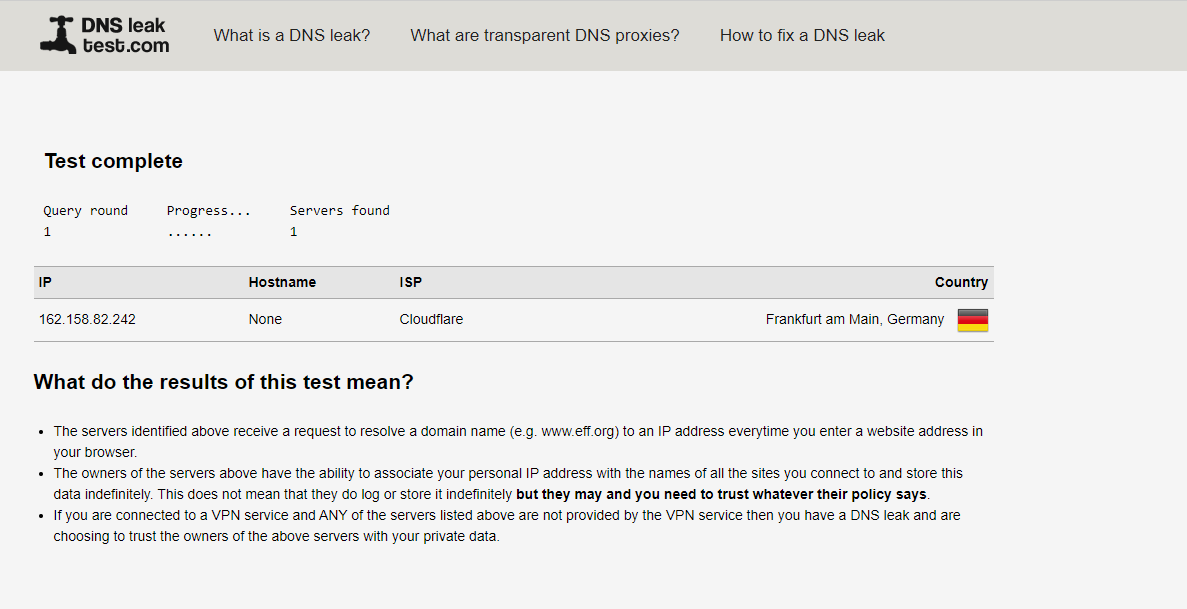 DNS leak
test.com
What is a DNS leak? What are transparent DNS proxies? How to fix a DNS leak
Test complete
Query round Progress... Servers found
1 ...... 1
IP Hostname ISP Country
162.158.82.242 None Cloudflare Frankfurt am Main, Germany
What do the results of this test mean?
• The servers identified above receive a request to resolve a domain name (e.g. www.eff.org) to an IP address everytime you enter a website address in
your browser.
• The owners of the servers above have the ability to associate your personal IP address with the names of all the sites you connect to and store this
data indefinitely. This does not mean that they do log or store it indefinitely but they may and you need to trust whatever their policy says.
• If you are connected to a VPN service and ANY of the servers listed above are not provided by the VPN service then you have a DNS leak and are
choosing to trust the owners of the above servers with your private data.